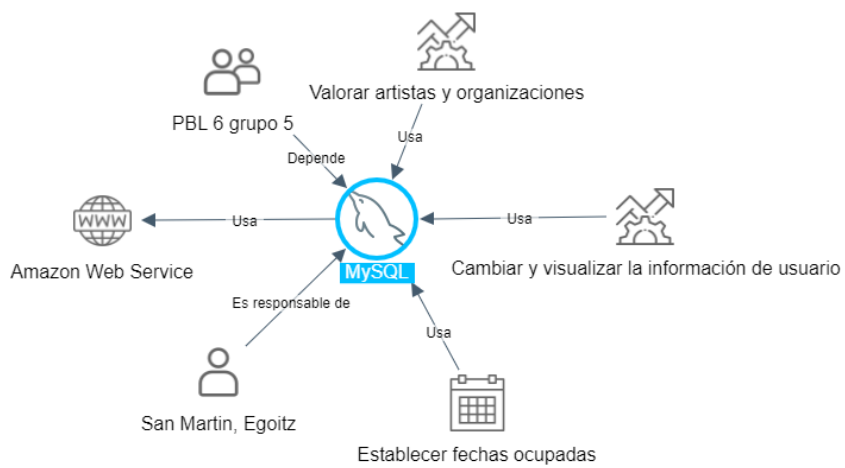 Valorar artistas y organizaciones
PBL 6 grupo 5
Usa
Depende
WWW
Usa
Usa
Amazon Web Service
MySQL
Cambiar y visualizar la información de usuario
Es responsable de
Usa
San Martin, Egoitz
Establecer fechas ocupadas